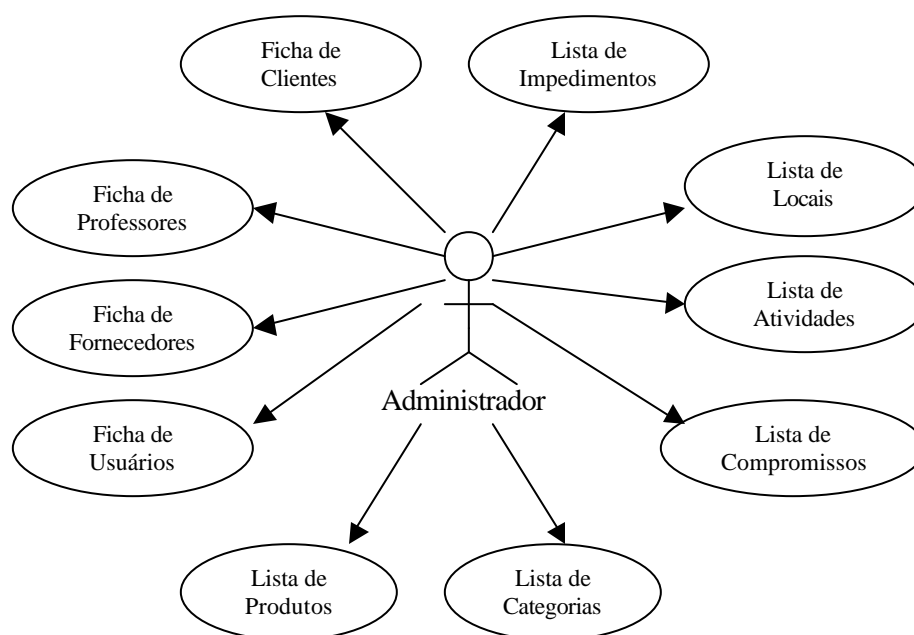 Ficha de
Clientes
Lista de
Impedimentos
Ficha de
Professores
Lista de
Locais
Ficha de
Fornecedores
Lista de
Atividades
Administrador
Ficha de
Usuários
Lista de
Compromissos
Lista de
Produtos
Lista de
Categorias